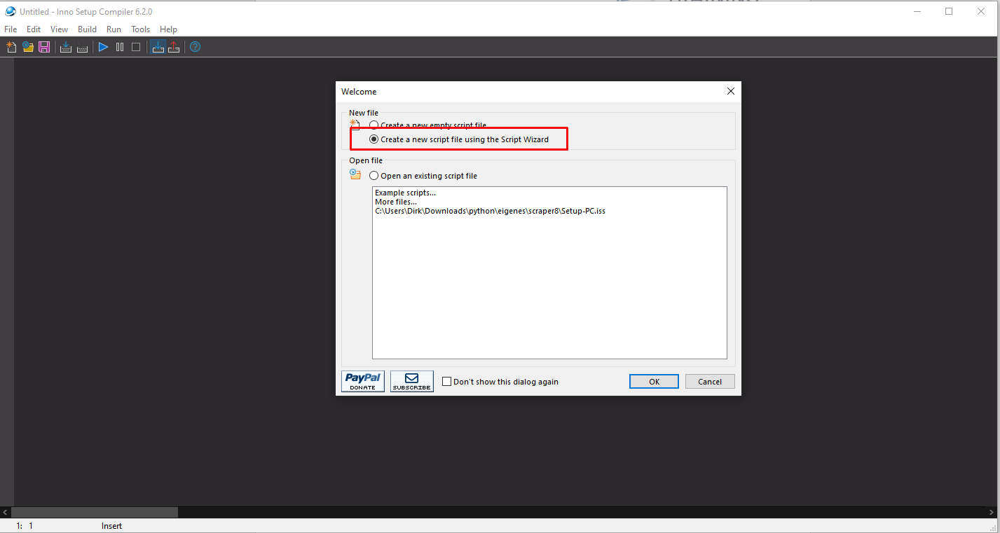 Untitled - Inno Setup Compiler 6.2.0
File Edit View Build Run Tools Help
Welcome
New file
Create a new empty script file
Create a new script file using the Script Wizard
Open file
Open an existing script file
Example scripts...
More files...
C:\Users\Dirk\Downloads\python\eigenes\scraper8\Setup-PC.iss
PayPal
DONATE
SUBSCRIBE
Don't show this dialog again
OK
Cancel
1: 1
Insert